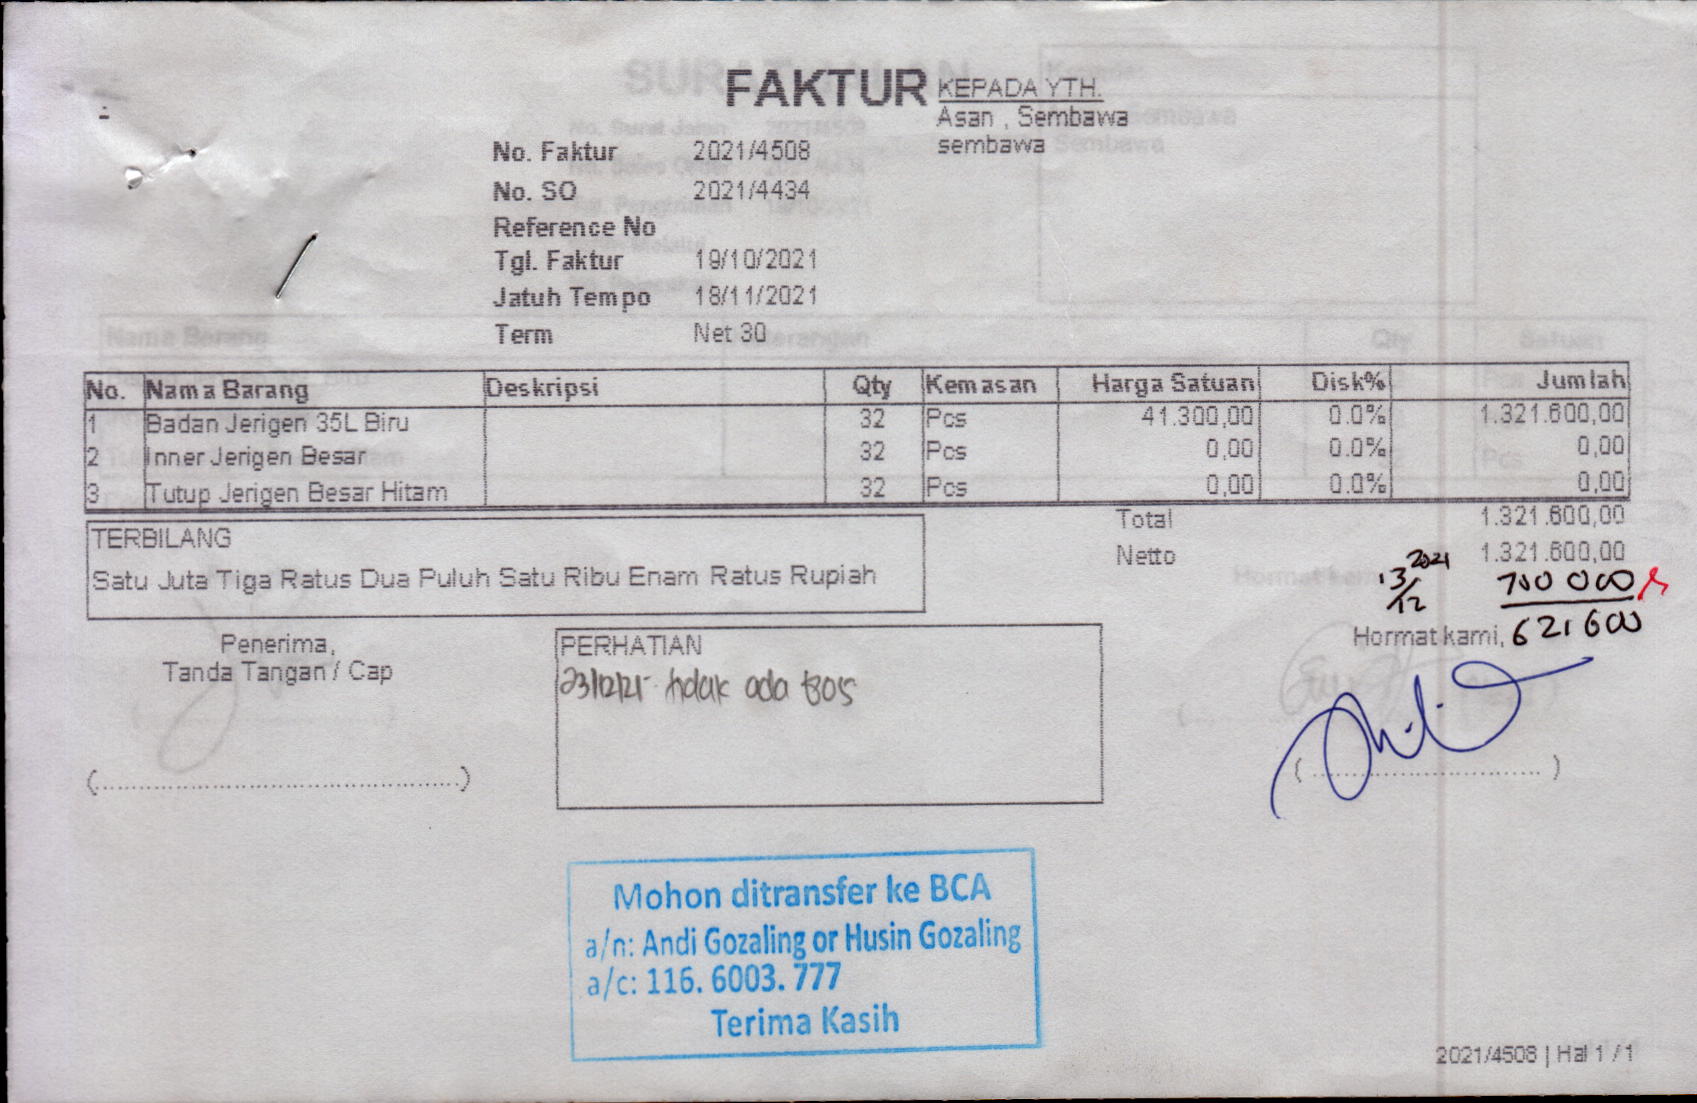 FAKTUR
KEPADA YTH.
Asan , Sembawa
sembawa
No. Faktur 2021/4508
No. SO 2021/4434
Reference No
Tgl. Faktur 19/10/2021
Jatuh Tempo 18/11/2021
Term Net 30
No. Nama Barang Deskripsi Qty Kemasan Harga Satuan Disk% Jumlah
1 Badan Jerigen 35L Biru 32 Pcs 41.300,00 0.0% 1.321.600,00
2 Inner Jerigen Besar 32 Pcs 0,00 0.0% 0,00
3 Tutup Jerigen Besar Hitam 32 Pcs 0,00 0.0% 0,00
Total 1.321.600,00
Netto 1.321.600,00
TERBILANG
Satu Juta Tiga Ratus Dua Puluh Satu Ribu Enam Ratus Rupiah
13/12 2021 700 000
621 600
Penerima,
Tanda Tangan / Cap
(..............................................)
PERHATIAN
23/12/21 tidak ada bos
Hormat kami,
( ............................. )
Mohon ditransfer ke BCA
a/n: Andi Gozaling or Husin Gozaling
a/c: 116. 6003. 777
Terima Kasih
2021/4508 | Hal 1 / 1